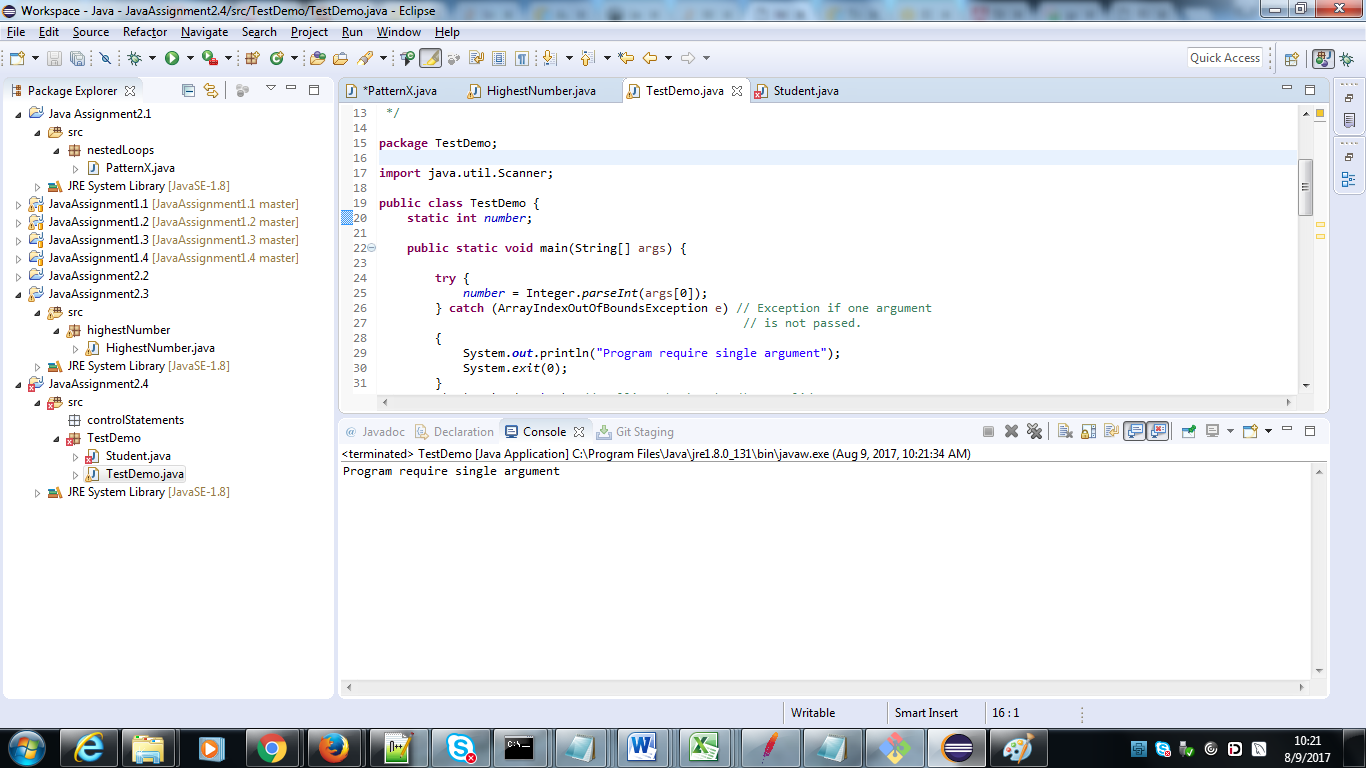 Workspace - Java - JavaAssignment2.4/src/TestDemo/TestDemo.java - Eclipse
File Edit Source Refactor Navigate Search Project Run Window Help
Quick Access
Package Explorer
Java Assignment2.1
src
nestedLoops
PatternX.java
JRE System Library [JavaSE-1.8]
JavaAssignment1.1 [JavaAssignment1.1 master]
JavaAssignment1.2 [JavaAssignment1.2 master]
JavaAssignment1.3 [JavaAssignment1.3 master]
JavaAssignment1.4 [JavaAssignment1.4 master]
JavaAssignment2.2
JavaAssignment2.3
src
highestNumber
HighestNumber.java
JRE System Library [JavaSE-1.8]
JavaAssignment2.4
src
controlStatements
TestDemo
Student.java
TestDemo.java
JRE System Library [JavaSE-1.8]
*PatternX.java HighestNumber.java TestDemo.java Student.java
13 */
14
15 package TestDemo;
16
17 import java.util.Scanner;
18
19 public class TestDemo {
20 static int number;
21
22 public static void main(String[] args) {
23
24 try {
25 number = Integer.parseInt(args[0]);
26 } catch (ArrayIndexOutOfBoundsException e) // Exception if one argument
27 // is not passed.
28 {
29 System.out.println("Program require single argument");
30 System.exit(0);
31 }
@ Javadoc Declaration Console Git Staging
<terminated> TestDemo [Java Application] C:\Program Files\Java\jre1.8.0_131\bin\javaw.exe (Aug 9, 2017, 10:21:34 AM)
Program require single argument
Writable Smart Insert 16 : 1
10:21
8/9/2017